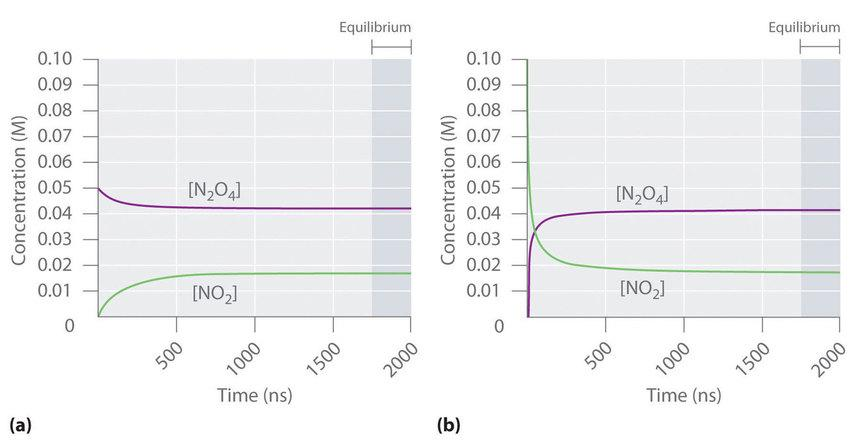 Equilibrium
0.10
0.09
0.08
0.07
0.06
0.05
0.04
0.03
0.02
0.01
0
Concentration (M)
[N₂O₄]
[NO₂]
500
1000
1500
2000
Time (ns)
(a)
Equilibrium
0.10
0.09
0.08
0.07
0.06
0.05
0.04
0.03
0.02
0.01
0
Concentration (M)
[N₂O₄]
[NO₂]
500
1000
1500
2000
Time (ns)
(b)